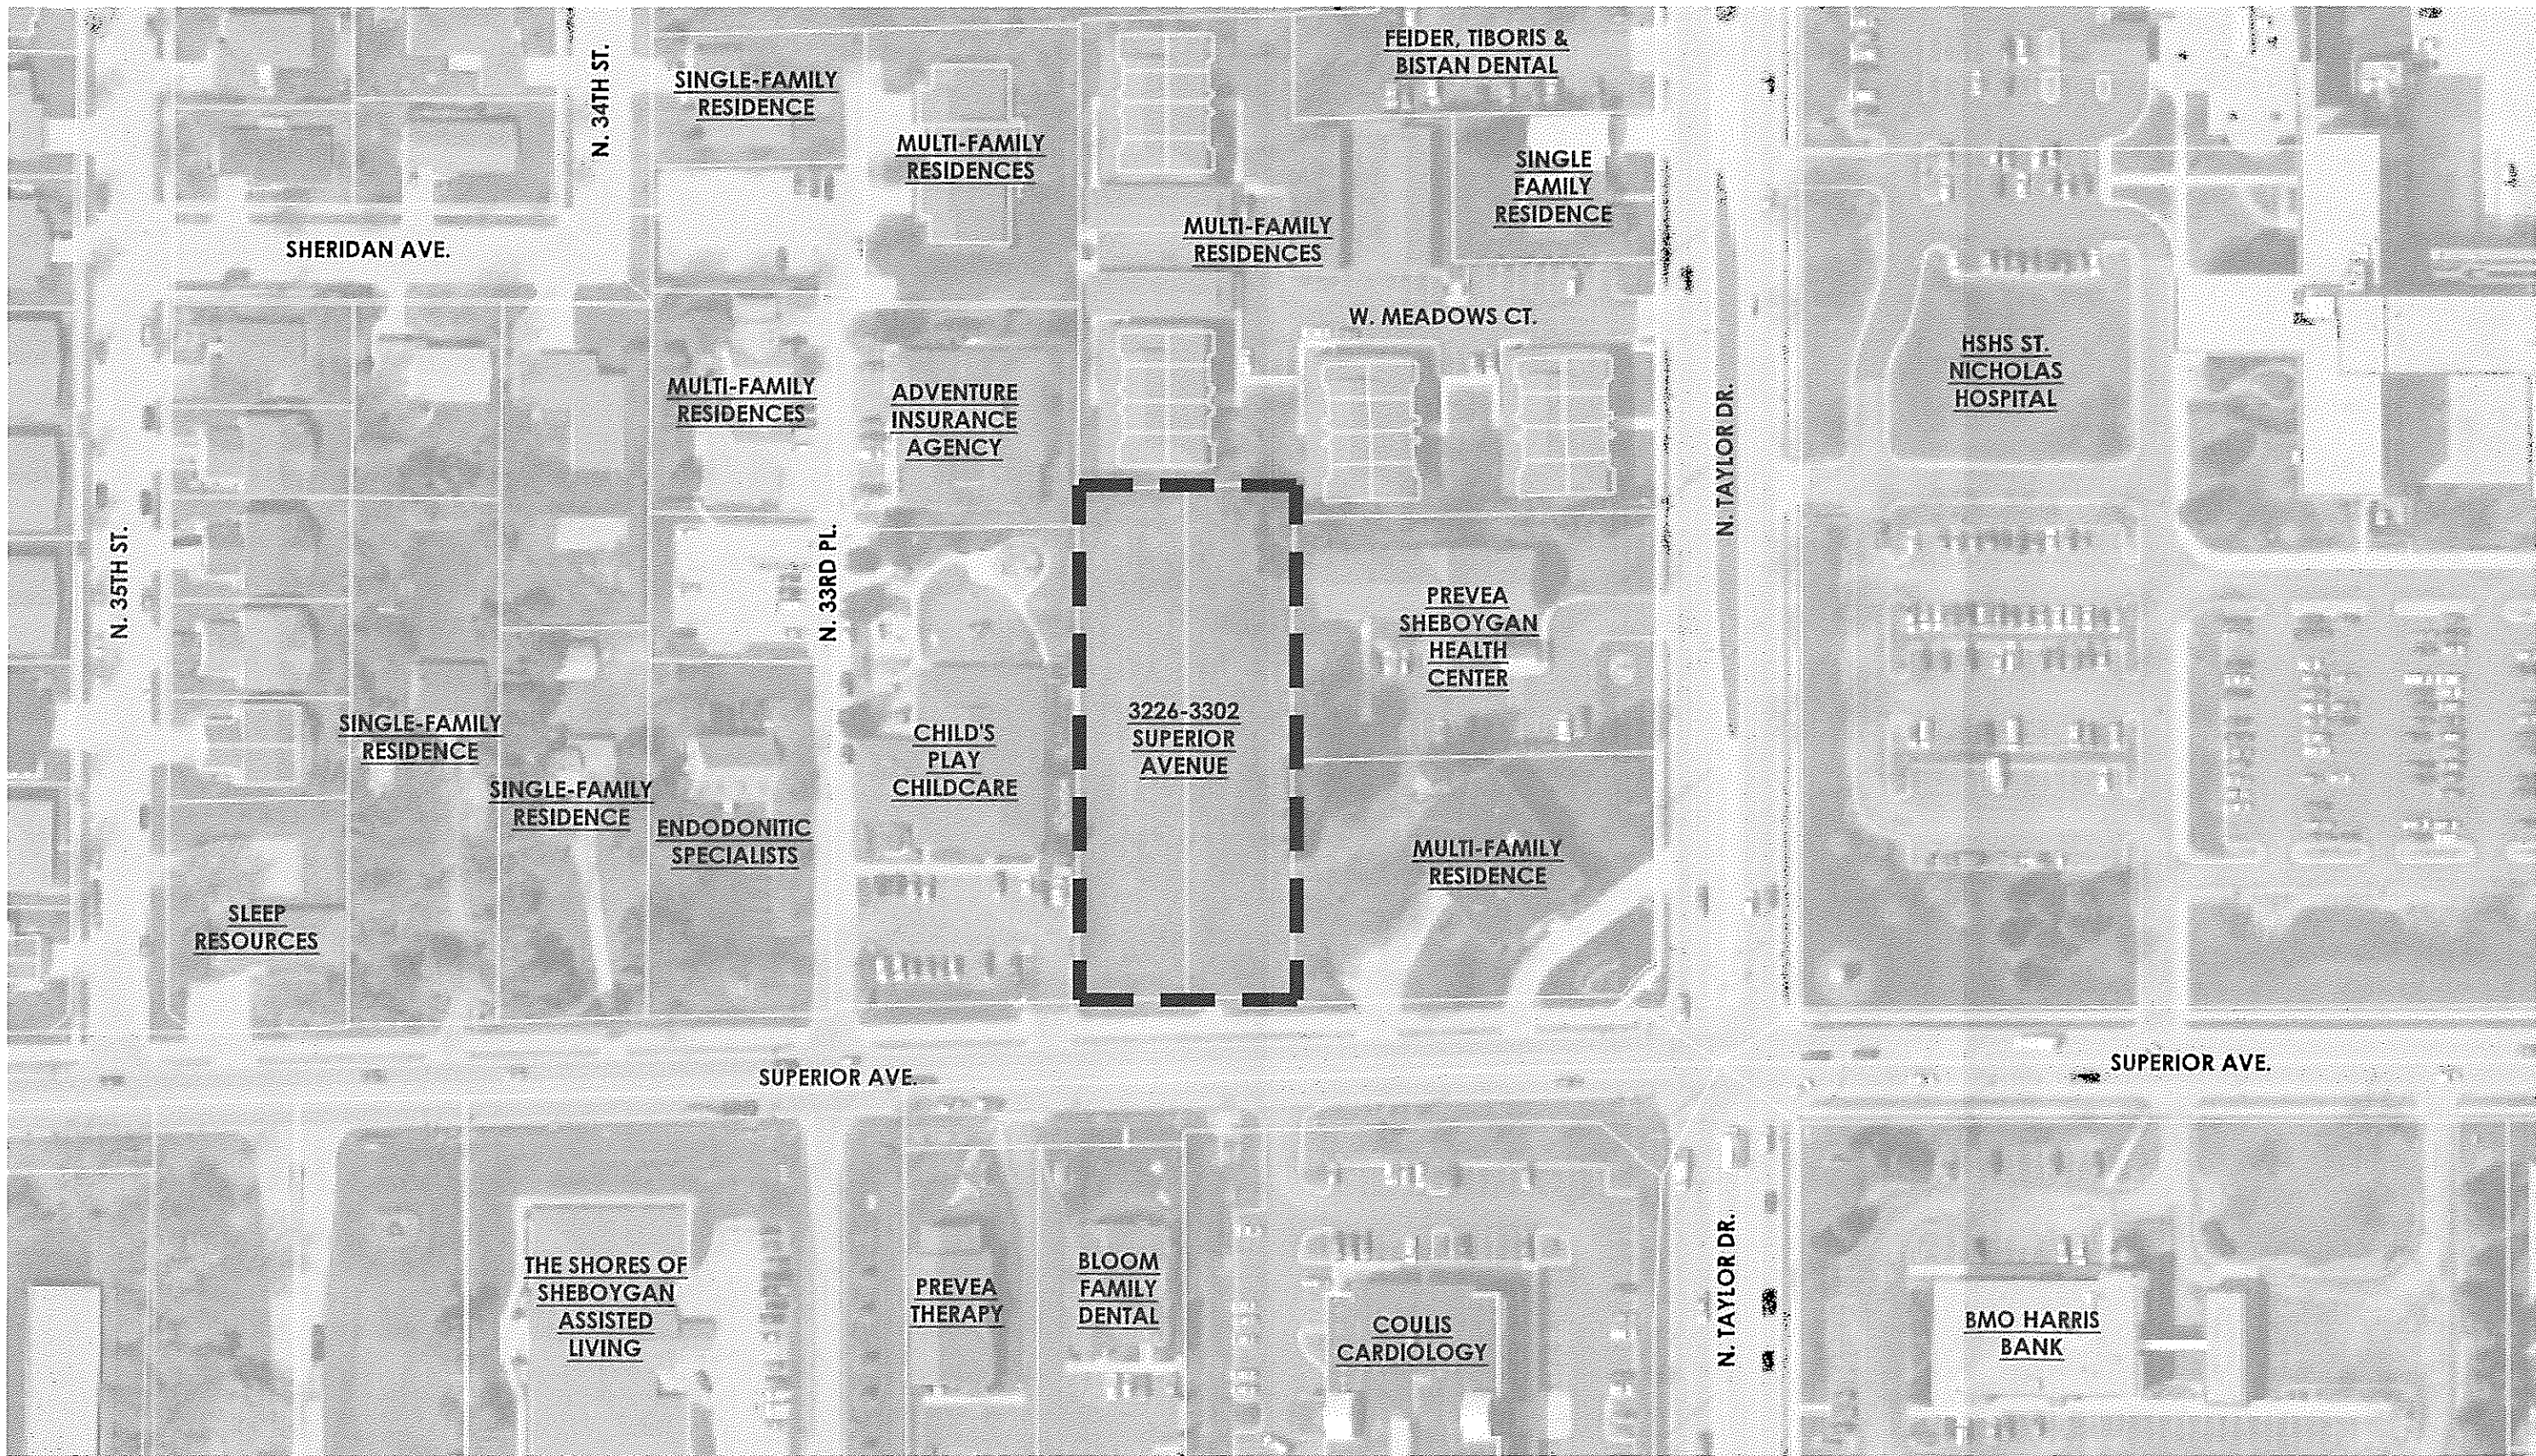 FEIDER, TIBORIS &
BISTAN DENTAL
N. 34TH ST.
SINGLE-FAMILY
RESIDENCE
MULTI-FAMILY
RESIDENCES
SINGLE
FAMILY
RESIDENCE
MULTI-FAMILY
RESIDENCES
SHERIDAN AVE.
W. MEADOWS CT.
HSHS ST.
NICHOLAS
HOSPITAL
MULTI-FAMILY
RESIDENCES
ADVENTURE
INSURANCE
AGENCY
N. TAYLOR DR.
N. 35TH ST.
N. 33RD PL.
PREVEA
SHEBOYGAN
HEALTH
CENTER
3226-3302
SUPERIOR
AVENUE
SINGLE-FAMILY
RESIDENCE
CHILD'S
PLAY
CHILDCARE
SINGLE-FAMILY
RESIDENCE
ENDODONITIC
SPECIALISTS
MULTI-FAMILY
RESIDENCE
SLEEP
RESOURCES
SUPERIOR AVE.
SUPERIOR AVE.
THE SHORES OF
SHEBOYGAN
ASSISTED
LIVING
PREVEA
THERAPY
BLOOM
FAMILY
DENTAL
COULIS
CARDIOLOGY
N. TAYLOR DR.
BMO HARRIS
BANK